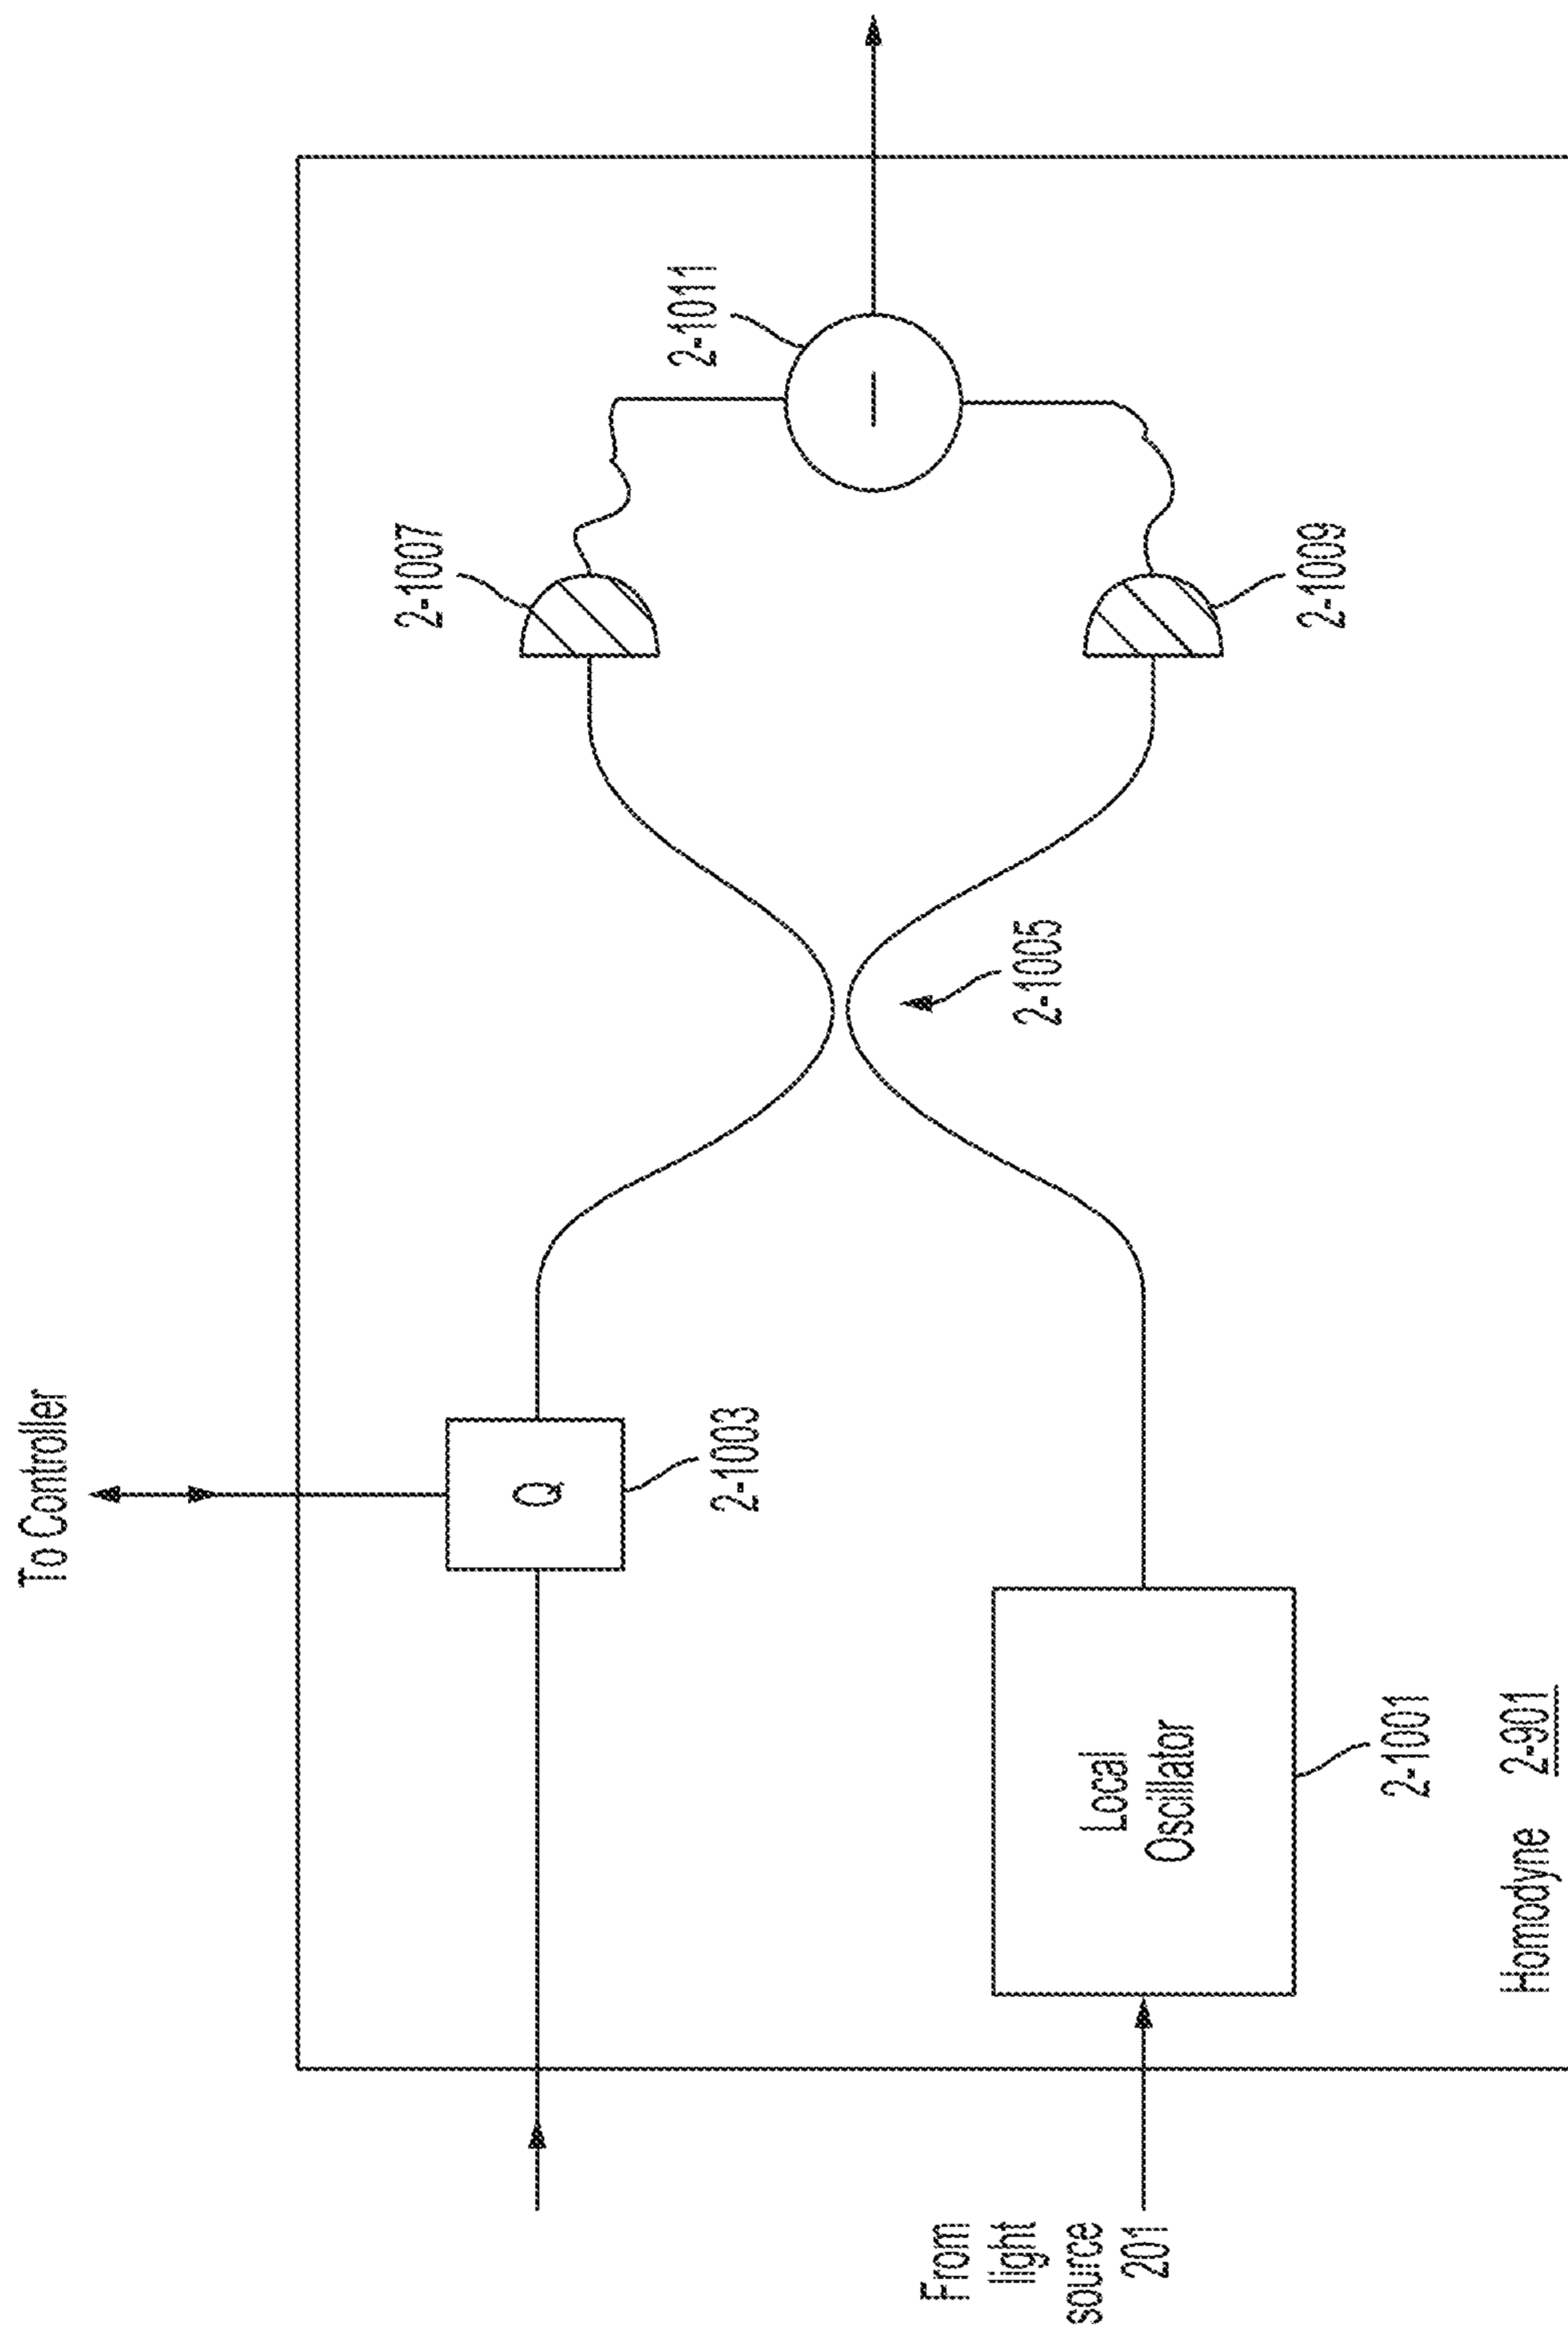 To Controller
2-1007
2-1011
Q
2-1003
2-1005
From
light
source
201
Local
Oscillator
2-1009
2-1001
Homodyne 2-901